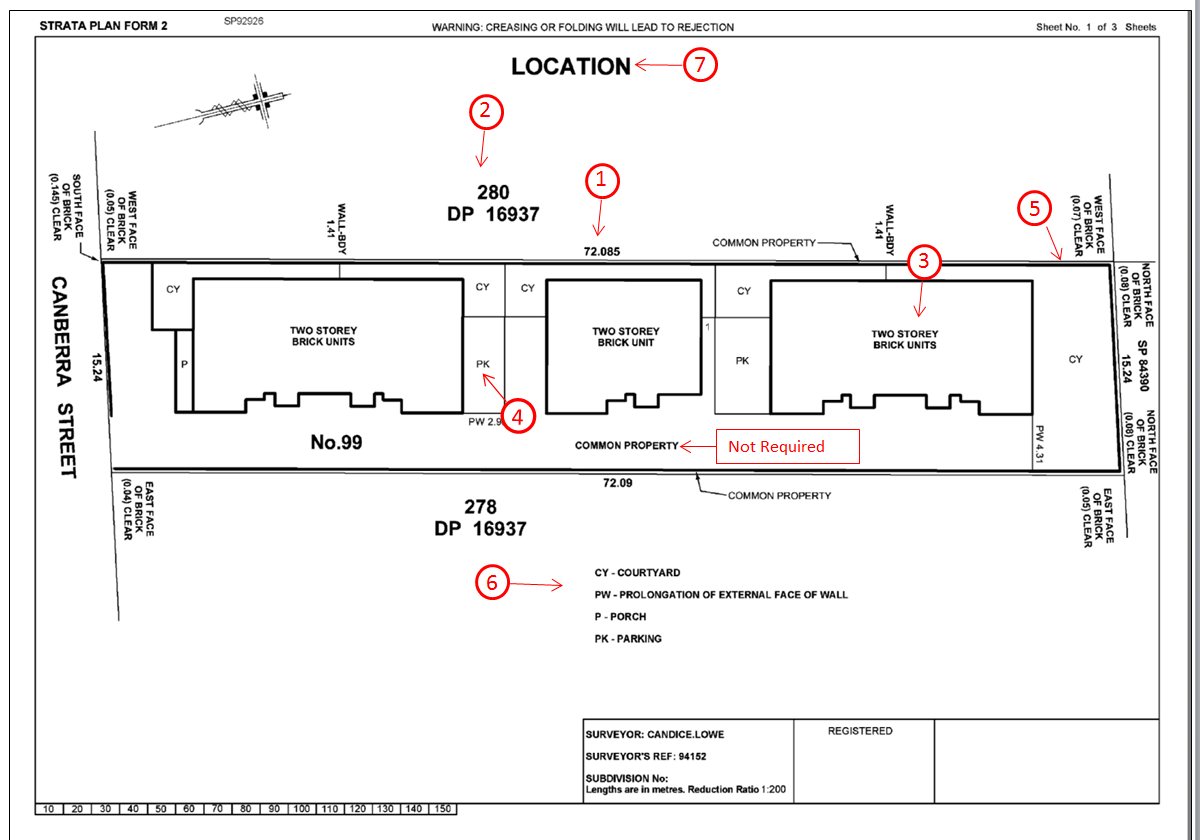 STRATA PLAN FORM 2
SP92926
WARNING: CREASING OR FOLDING WILL LEAD TO REJECTION
Sheet No. 1 of 3 Sheets
LOCATION
7
2
280
DP 16937
1
72.085
SOUTH FACE
OF BRICK
(0.145) CLEAR
WEST FACE
OF BRICK
(0.05) CLEAR
WALL-BDY
1.41
COMMON PROPERTY
WALL-BDY
1.41
5
WEST FACE
OF BRICK
(0.07) CLEAR
3
CANBERRA STREET
15.24
CY
TWO STOREY
BRICK UNITS
P
CY
CY
PK
4
PW 2.9
TWO STOREY
BRICK UNIT
1
CY
PK
TWO STOREY
BRICK UNITS
CY
NORTH FACE
OF BRICK
(0.08) CLEAR
SP 84390
15.24
NORTH FACE
OF BRICK
(0.08) CLEAR
PW 4.31
No.99
COMMON PROPERTY
Not Required
72.09
COMMON PROPERTY
EAST FACE
OF BRICK
(0.04) CLEAR
278
DP 16937
EAST FACE
OF BRICK
(0.05) CLEAR
6
CY - COURTYARD
PW - PROLONGATION OF EXTERNAL FACE OF WALL
P - PORCH
PK - PARKING
SURVEYOR: CANDICE.LOWE
SURVEYOR'S REF: 94152
SUBDIVISION No:
Lengths are in metres. Reduction Ratio 1:200
REGISTERED
10 20 30 40 50 60 70 80 90 100 110 120 130 140 150